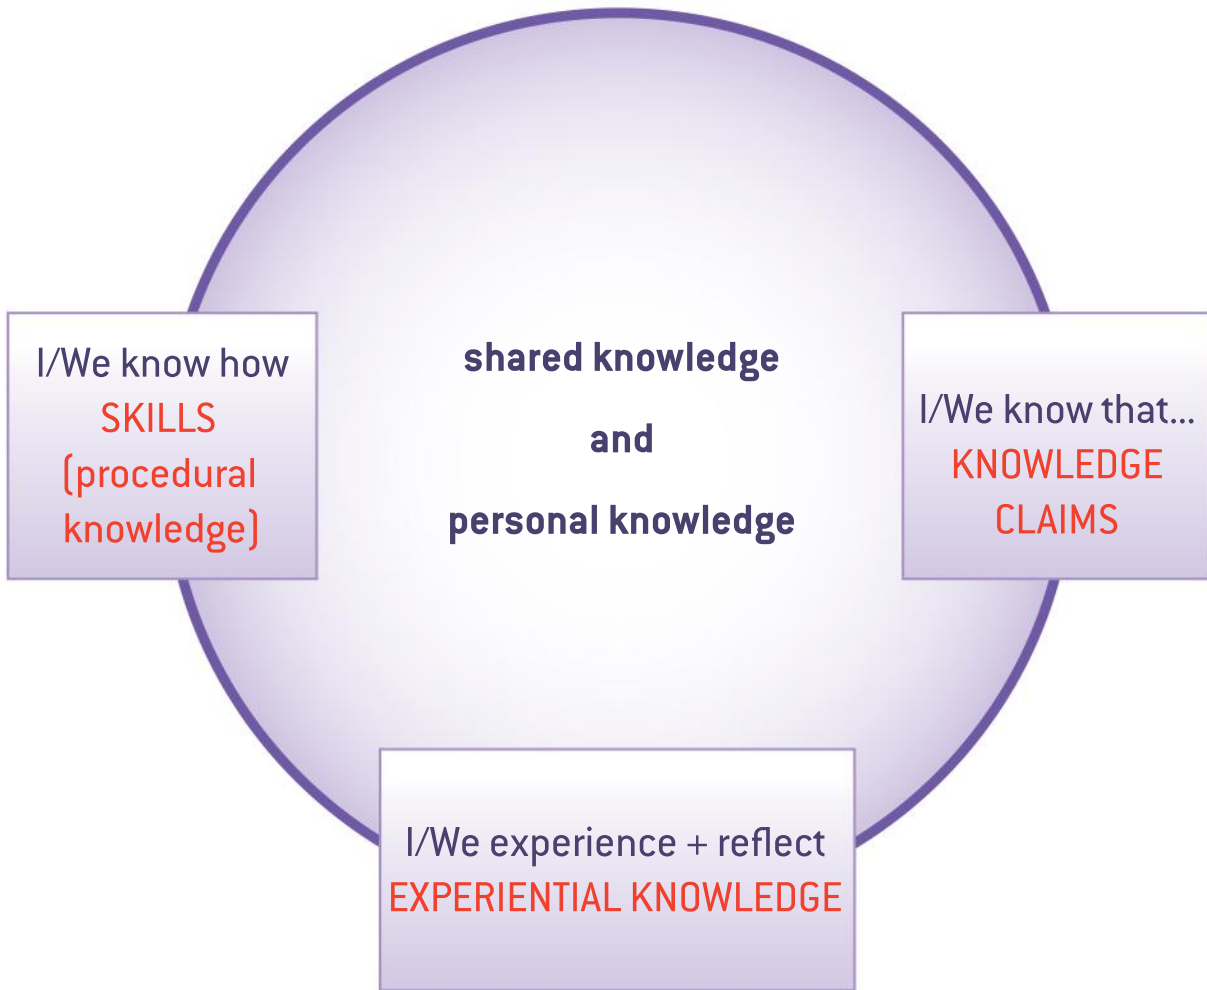 shared knowledge
and
personal knowledge
I/We know how
SKILLS
(procedural
knowledge)
I/We know that...
KNOWLEDGE
CLAIMS
I/We experience + reflect
EXPERIENTIAL KNOWLEDGE